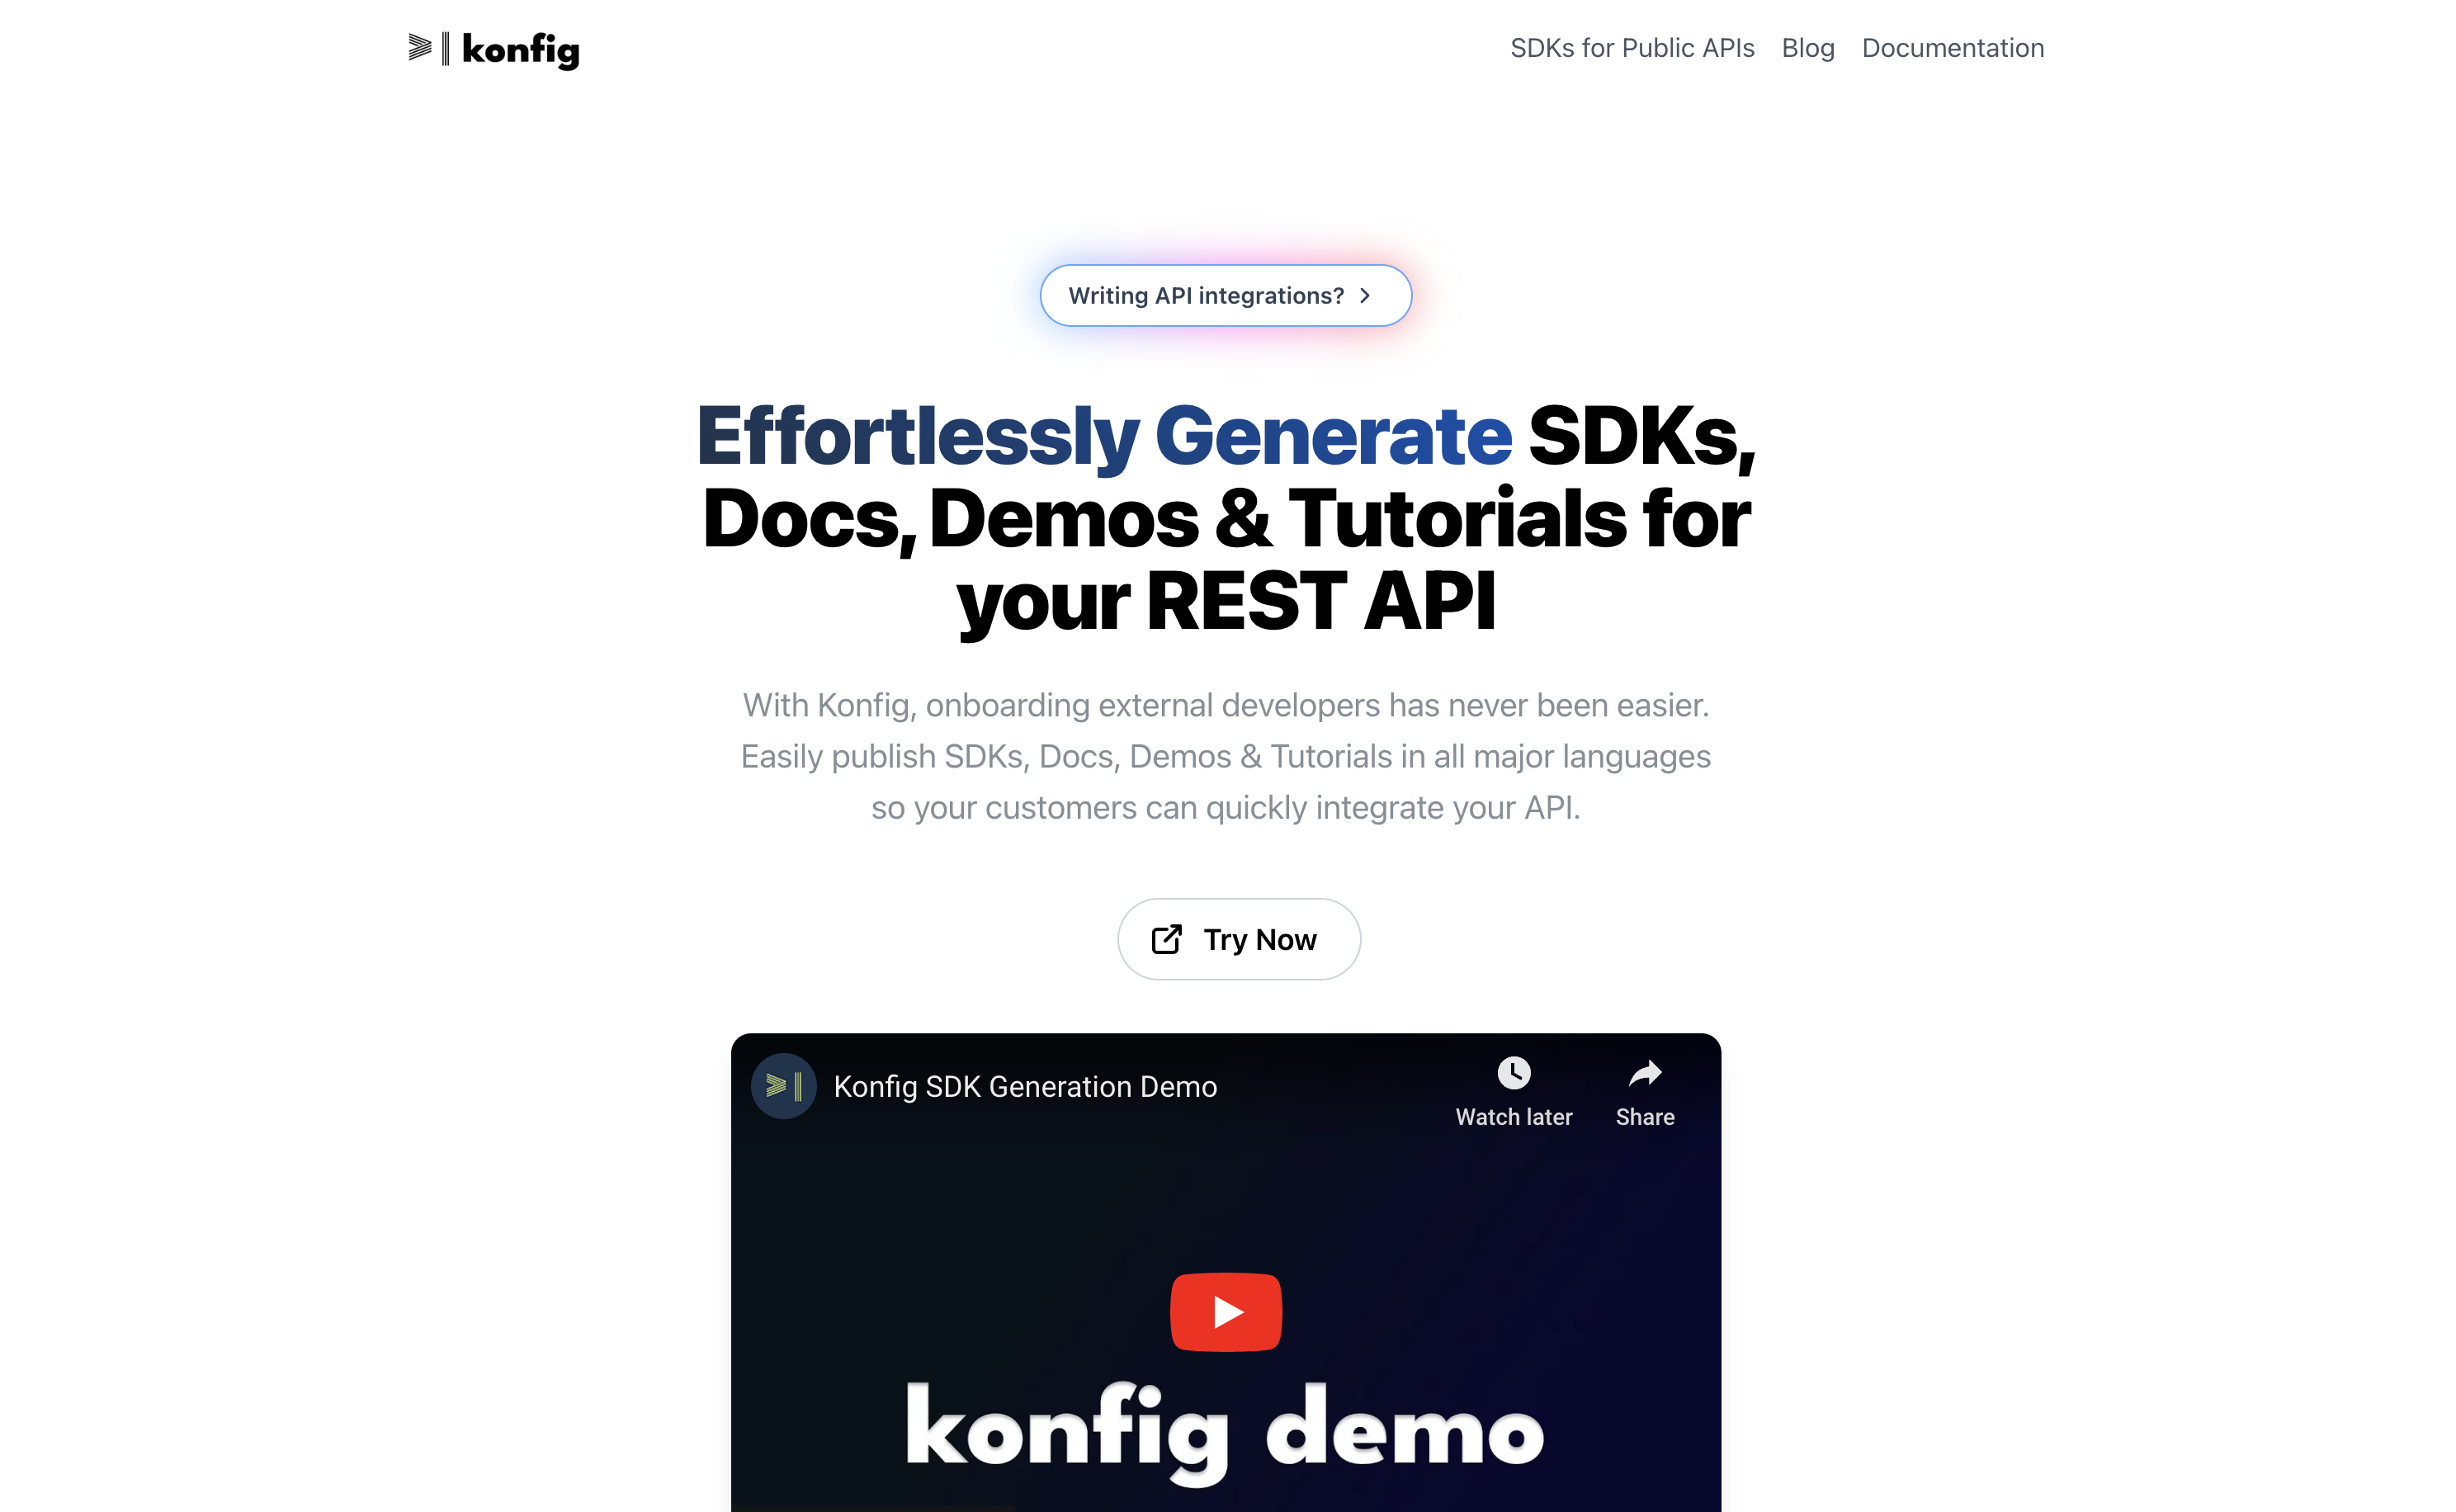 konfig
SDKs for Public APIs
Blog
Documentation
Writing API integrations?
Effortlessly Generate SDKs,
Docs, Demos & Tutorials for
your REST API
With Konfig, onboarding external developers has never been easier.
Easily publish SDKs, Docs, Demos & Tutorials in all major languages
so your customers can quickly integrate your API.
Try Now
Konfig SDK Generation Demo
Watch later
Share
konfig demo